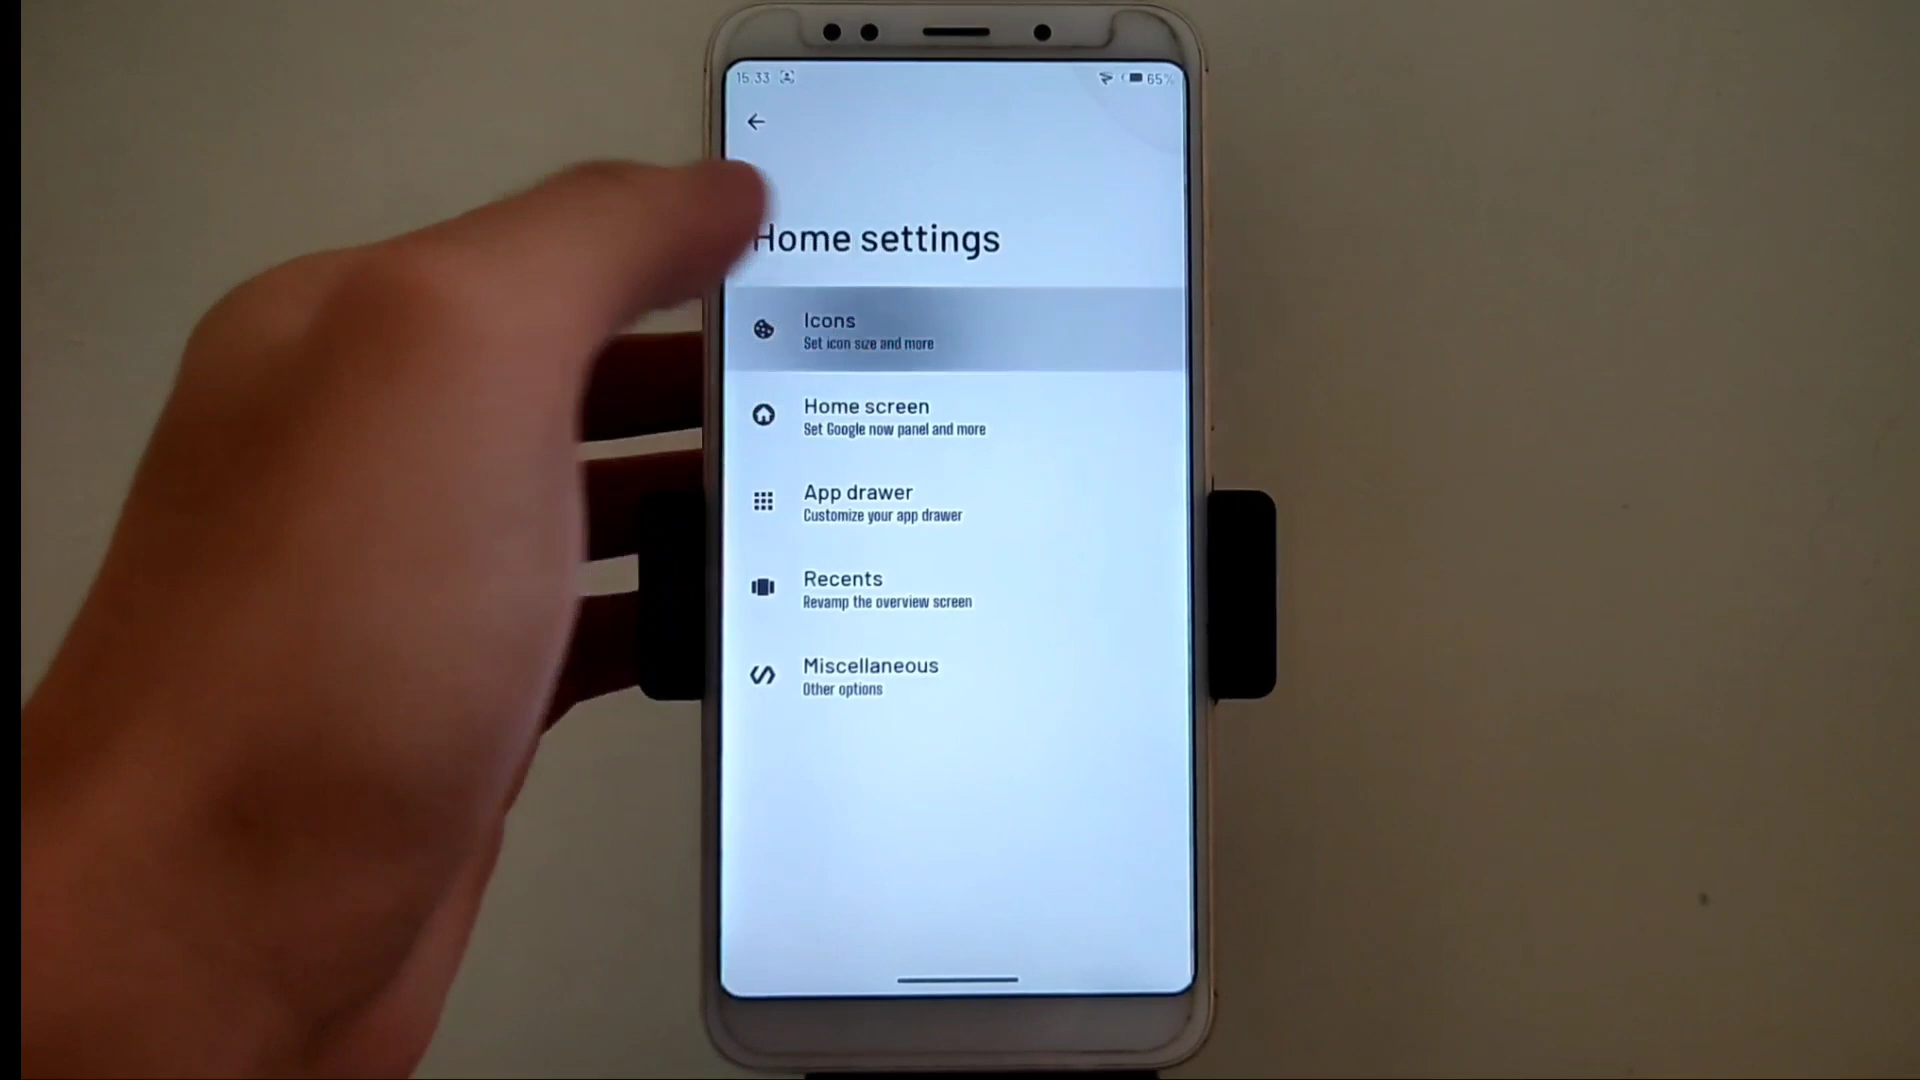 15.33
65%
Home settings
Icons
Set icon size and more
Home screen
Set Google now panel and more
App drawer
Customize your app drawer
Recents
Revamp the overview screen
Miscellaneous
Other options